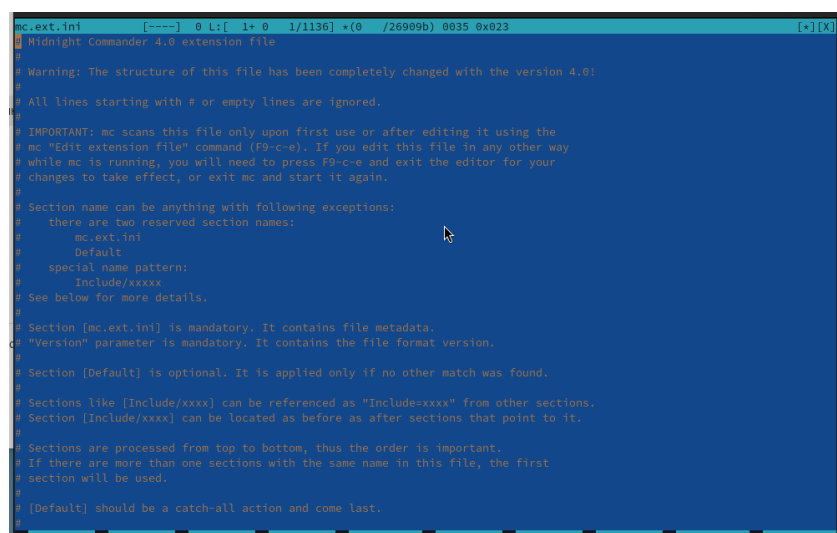 mc.ext.ini [----] 0 L:[ 1+ 0 1/1136] *(0 /26909b) 0035 0x023 [*][X]
# Midnight Commander 4.0 extension file
#
# Warning: The structure of this file has been completely changed with the version 4.0!
#
# All lines starting with # or empty lines are ignored.
#
# IMPORTANT: mc scans this file only upon first use or after editing it using the
# mc "Edit extension file" command (F9-c-e). If you edit this file in any other way
# while mc is running, you will need to press F9-c-e and exit the editor for your
# changes to take effect, or exit mc and start it again.
#
# Section name can be anything with following exceptions:
#    there are two reserved section names:
#        mc.ext.ini
#        Default
#    special name pattern:
#        Include/xxxxx
# See below for more details.
#
# Section [mc.ext.ini] is mandatory. It contains file metadata.
# "Version" parameter is mandatory. It contains the file format version.
#
# Section [Default] is optional. It is applied only if no other match was found.
#
# Sections like [Include/xxxx] can be referenced as "Include=xxxx" from other sections.
# Section [Include/xxxx] can be located as before as after sections that point to it.
#
# Sections are processed from top to bottom, thus the order is important.
# If there are more than one sections with the same name in this file, the first
# section will be used.
#
# [Default] should be a catch-all action and come last.
#